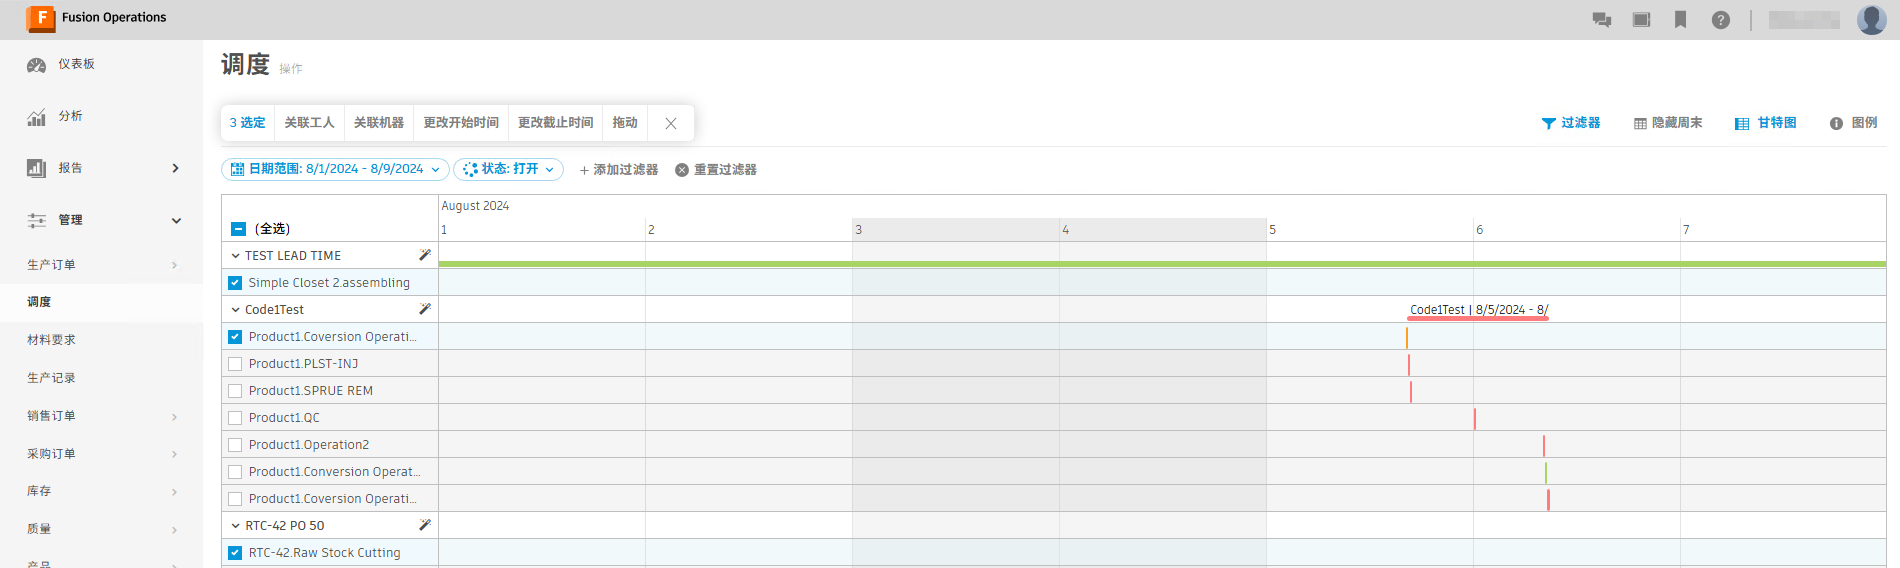 Fusion Operations
仪表板
分析
报告
管理
生产订单
调度
材料要求
生产记录
销售订单
采购订单
库存
质量
产品
调度 操作
3 选定 关联工人 关联机器 更改开始时间 更改截止时间 拖动
过滤器 隐藏周末 甘特图 图例
日期范围: 8/1/2024 - 8/9/2024 状态: 打开 + 添加过滤器 重置过滤器
August 2024
(全选) 1 2 3 4 5 6 7
TEST LEAD TIME
Simple Closet 2.assembling
Code1Test Code1Test | 8/5/2024 - 8/
Product1.Coversion Operati...
Product1.PLST-INJ
Product1.SPRUE REM
Product1.QC
Product1.Operation2
Product1.Conversion Operat...
Product1.Coversion Operati...
RTC-42 PO 50
RTC-42.Raw Stock Cutting